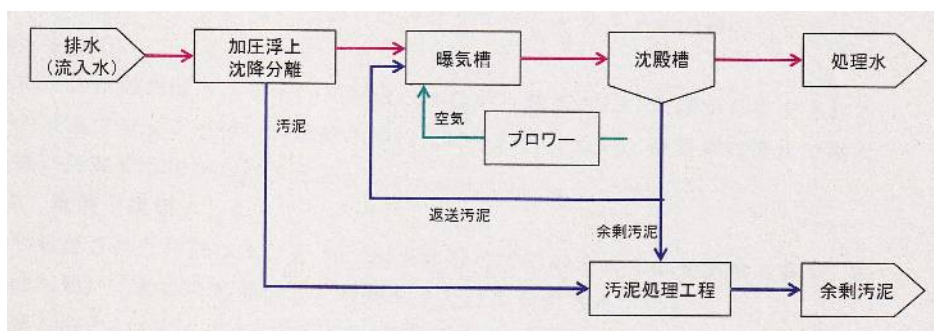 排水
(流入水)
加圧浮上
沈降分離
曝気槽
沈殿槽
処理水
汚泥
空気
ブロワー
返送汚泥
余剰汚泥
汚泥処理工程
余剰汚泥